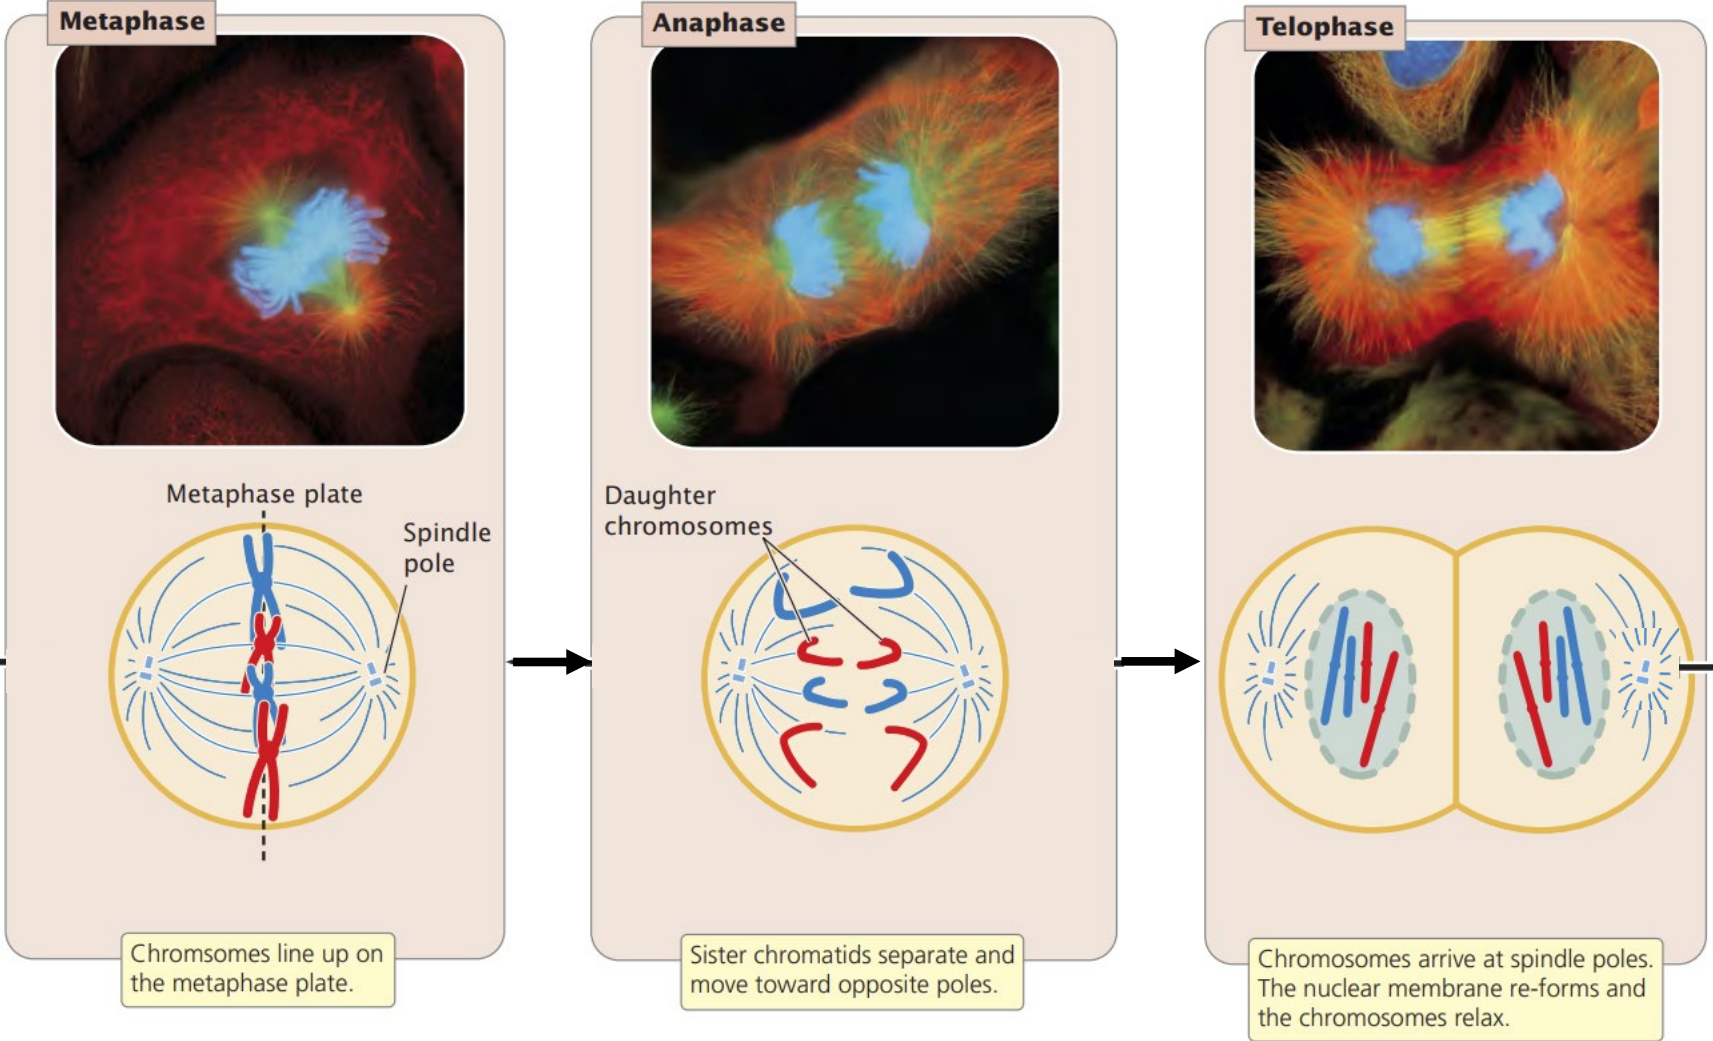 Metaphase
Metaphase plate
Spindle
pole
Chromsomes line up on
the metaphase plate.
Anaphase
Daughter
chromosomes
Sister chromatids separate and
move toward opposite poles.
Telophase
Chromosomes arrive at spindle poles.
The nuclear membrane re-forms and
the chromosomes relax.